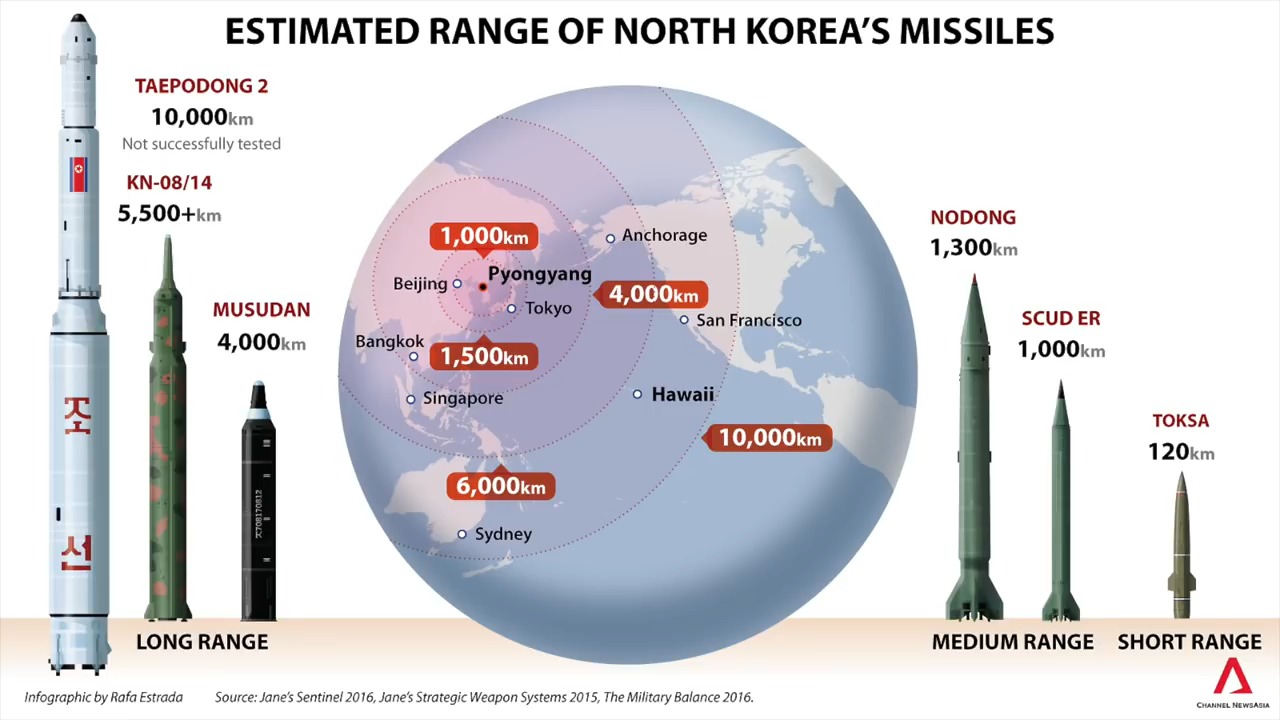 ESTIMATED RANGE OF NORTH KOREA'S MISSILES
TAEPODONG 2
10,000km
Not successfully tested
KN-08/14
5,500+km
MUSUDAN
4,000km
조
선
LONG RANGE
1,000km
Anchorage
Pyongyang
Beijing
4,000km
Tokyo
San Francisco
Bangkok
1,500km
Hawaii
Singapore
10,000km
6,000km
Sydney
NODONG
1,300km
SCUD ER
1,000km
TOKSA
120km
MEDIUM RANGE
SHORT RANGE
Infographic by Rafa Estrada
Source: Jane's Sentinel 2016, Jane's Strategic Weapon Systems 2015, The Military Balance 2016.
CHANNEL NEWSASIA